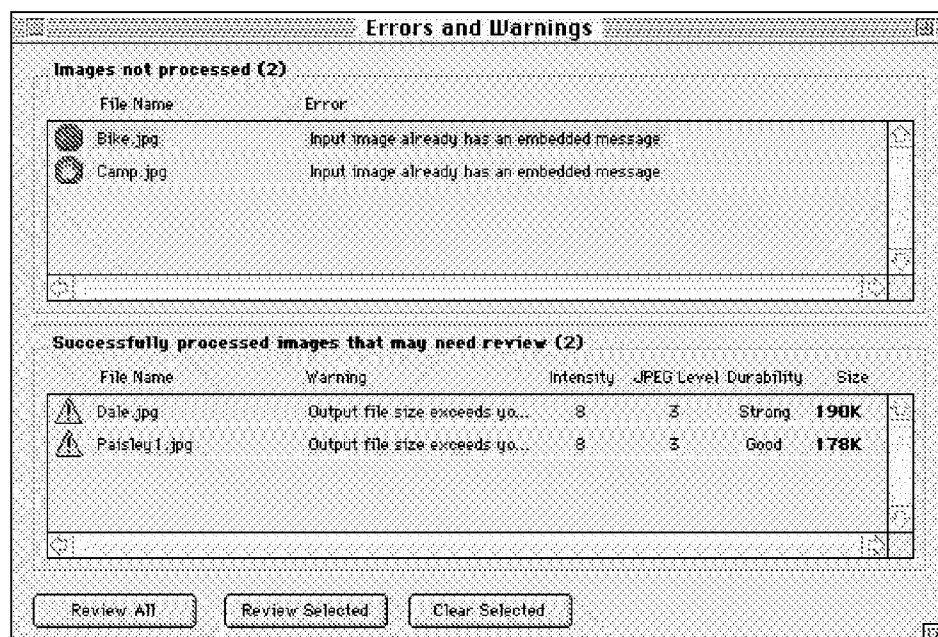 Errors and Warnings
Images not processed (2)
File Name Error
Bike.jpg Input image already has an embedded message
Camp.jpg Input image already has an embedded message
Successfully processed images that may need review (2)
File Name Warning Intensity JPEG Level Durability Size
Dale.jpg Output file size exceeds yo... 8 3 Strong 190K
Paisley1.jpg Output file size exceeds yo... 8 3 Good 178K
Review All Review Selected Clear Selected